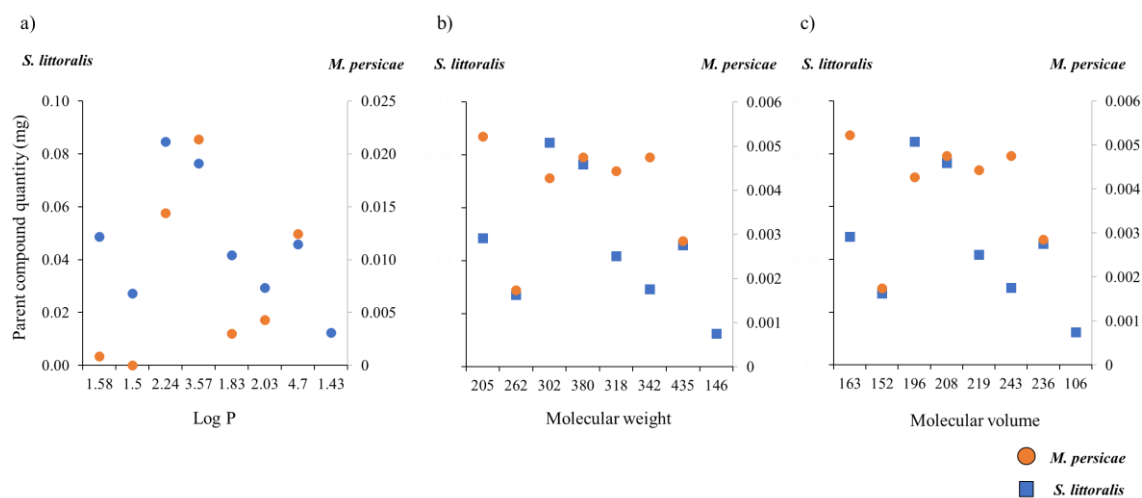 a)
b)
c)
S. littoralis
M. persicae
S. littoralis
M. persicae
S. littoralis
M. persicae
Parent compound quantity (mg)
0.10
0.08
0.06
0.04
0.02
0.00
0.025
0.020
0.015
0.010
0.005
0
1.58 1.5 2.24 3.57 1.83 2.03 4.7 1.43
Log P
0.006
0.005
0.004
0.003
0.002
0.001
0
205 262 302 380 318 342 435 146
Molecular weight
0.006
0.005
0.004
0.003
0.002
0.001
0
163 152 196 208 219 243 236 106
Molecular volume
M. persicae
S. littoralis